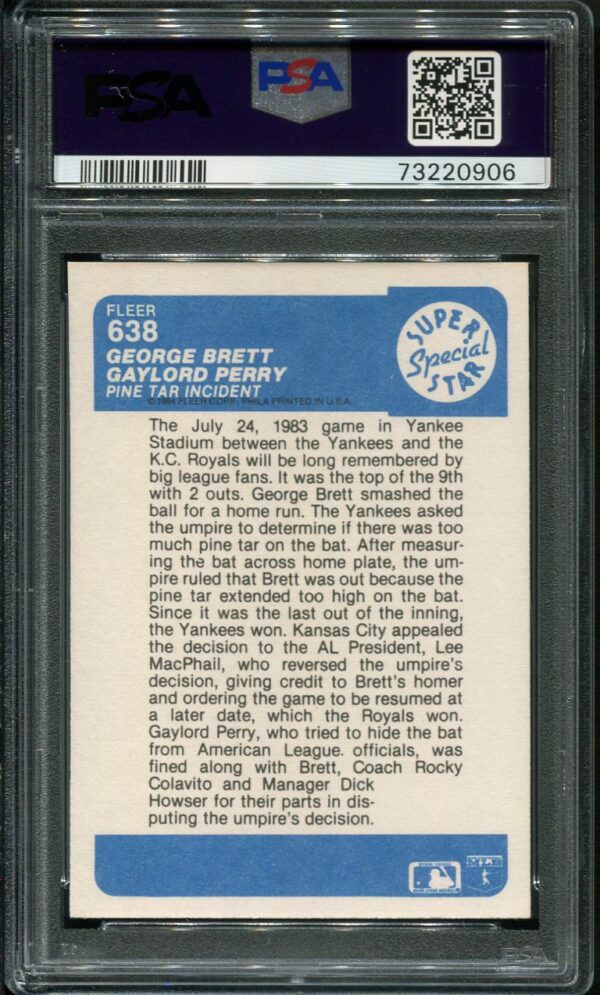 PSA
PSA
73220906
FLEER
638
GEORGE BRETT
GAYLORD PERRY
PINE TAR INCIDENT
© 1984 FLEER CORP. PHILA PRINTED IN U.S.A.
SUPER
Special
STAR
The July 24, 1983 game in Yankee
Stadium between the Yankees and the
K.C. Royals will be long remembered by
big league fans. It was the top of the 9th
with 2 outs. George Brett smashed the
ball for a home run. The Yankees asked
the umpire to determine if there was too
much pine tar on the bat. After measur-
ing the bat across home plate, the um-
pire ruled that Brett was out because the
pine tar extended too high on the bat.
Since it was the last out of the inning,
the Yankees won. Kansas City appealed
the decision to the AL President, Lee
MacPhail, who reversed the umpire's
decision, giving credit to Brett's homer
and ordering the game to be resumed at
a later date, which the Royals won.
Gaylord Perry, who tried to hide the bat
from American League. officials, was
fined along with Brett, Coach Rocky
Colavito and Manager Dick
Howser for their parts in dis-
puting the umpire's decision.
MLB
PSA